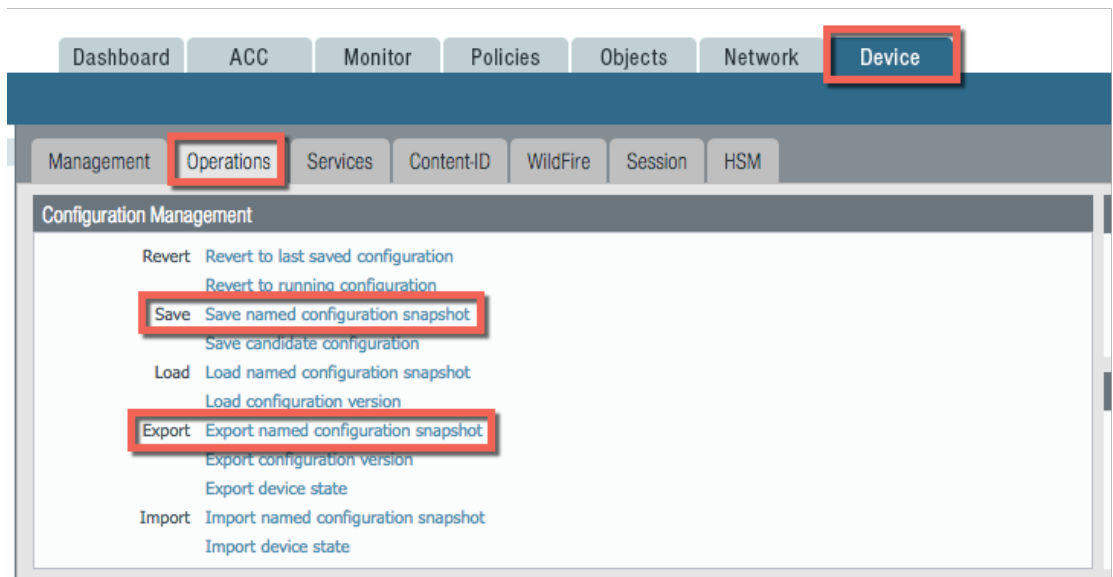 Dashboard ACC Monitor Policies Objects Network Device
Management Operations Services Content-ID WildFire Session HSM
Configuration Management
Revert Revert to last saved configuration
Revert to running configuration
Save Save named configuration snapshot
Save candidate configuration
Load Load named configuration snapshot
Load configuration version
Export Export named configuration snapshot
Export configuration version
Export device state
Import Import named configuration snapshot
Import device state